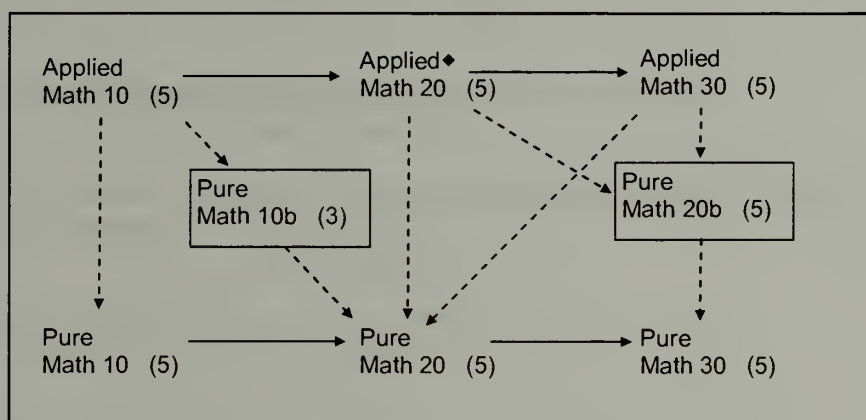 Applied
Math 10 (5)
Applied◆
Math 20 (5)
Applied
Math 30 (5)
Pure
Math 10b (3)
Pure
Math 20b (5)
Pure
Math 10 (5)
Pure
Math 20 (5)
Pure
Math 30 (5)